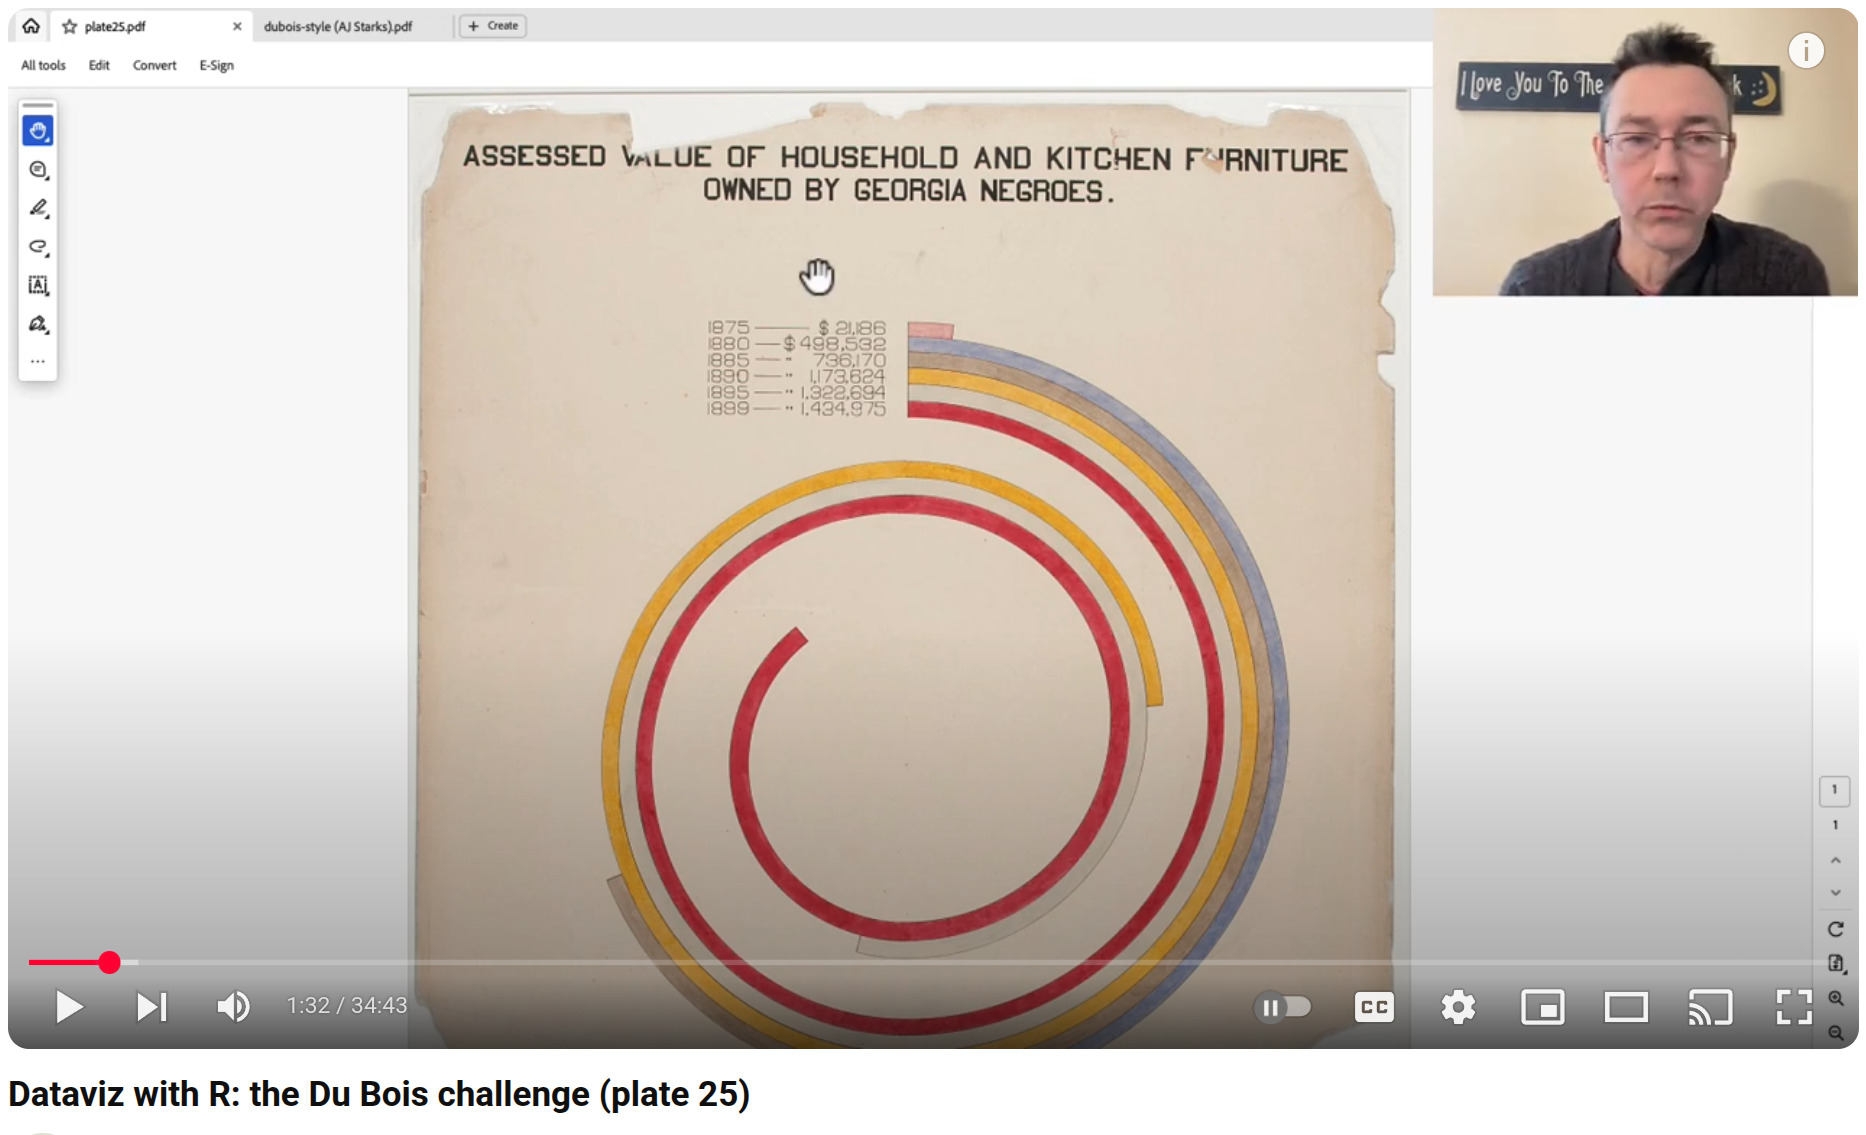 plate25.pdf
dubois-style (AJ Starks).pdf
+ Create
All tools Edit Convert E-Sign
I Love You To The
k
ASSESSED VALUE OF HOUSEHOLD AND KITCHEN FURNITURE
OWNED BY GEORGIA NEGROES.
1875 — $ 21,186
1880 — $ 498,532
1885 — " 736,170
1890 — " 1,173,624
1895 — " 1,322,694
1899 — " 1,434,975
1
1
1:32 / 34:43
CC
Dataviz with R: the Du Bois challenge (plate 25)